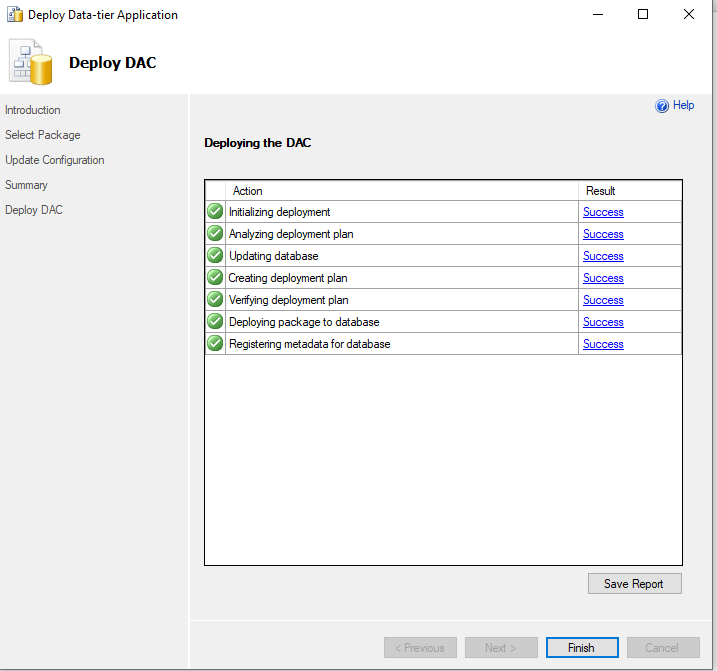 Deploy Data-tier Application
Deploy DAC
Introduction
Select Package
Update Configuration
Summary
Deploy DAC
Help
Deploying the DAC
Action Result
Initializing deployment Success
Analyzing deployment plan Success
Updating database Success
Creating deployment plan Success
Verifying deployment plan Success
Deploying package to database Success
Registering metadata for database Success
Save Report
< Previous Next > Finish Cancel